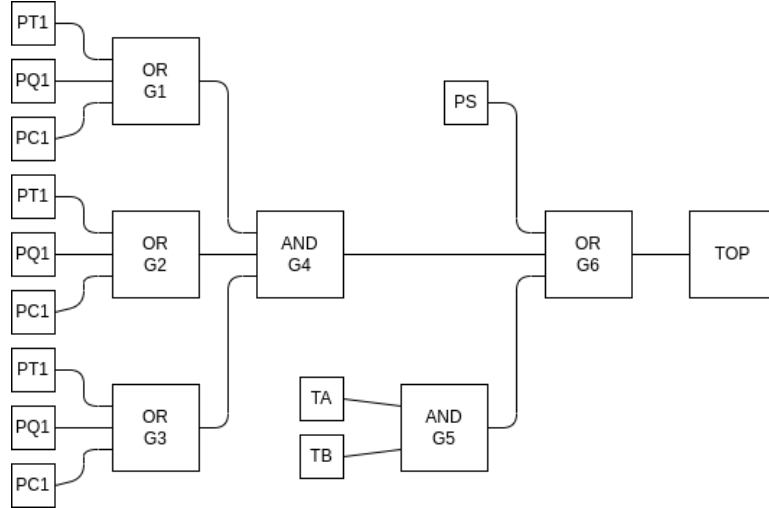 PT1
PQ1
PC1
OR
G1
PS
PT1
PQ1
PC1
OR
G2
AND
G4
OR
G6
TOP
PT1
PQ1
PC1
OR
G3
TA
TB
AND
G5